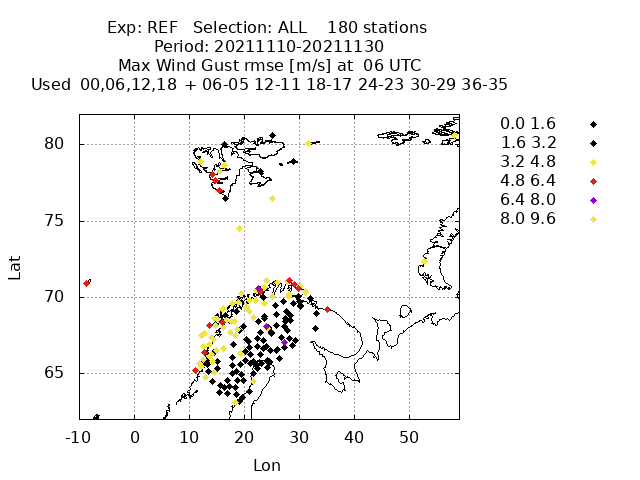 Exp: REF   Selection: ALL    180 stations
Period: 20211110-20211130
Max Wind Gust rmse [m/s] at  06 UTC
Used  00,06,12,18  + 06-05 12-11 18-17 24-23 30-29 36-35
0.0 1.6
1.6 3.2
3.2 4.8
4.8 6.4
6.4 8.0
8.0 9.6
80
75
70
65
Lat
-10 0 10 20 30 40 50
Lon